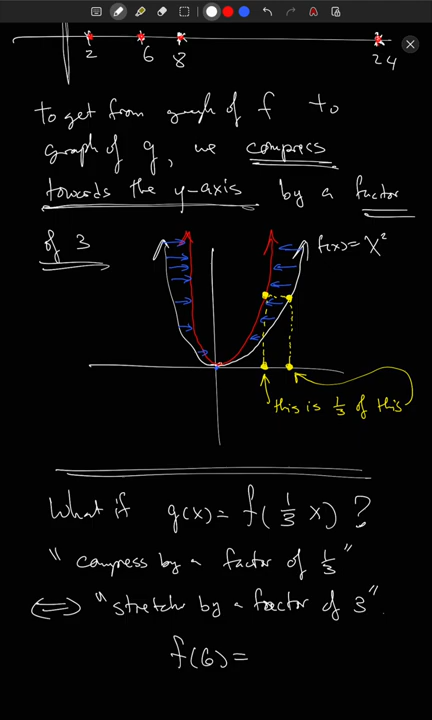 2 6 8 24
to get from graph of f to
graph of g, we compress
towards the y-axis by a factor
of 3
f(x) = x²
this is 1/3 of this
What if g(x) = f(1/3 x) ?
"compress by a factor of 1/3"
⟺ "stretch by a factor of 3".
f(6) =